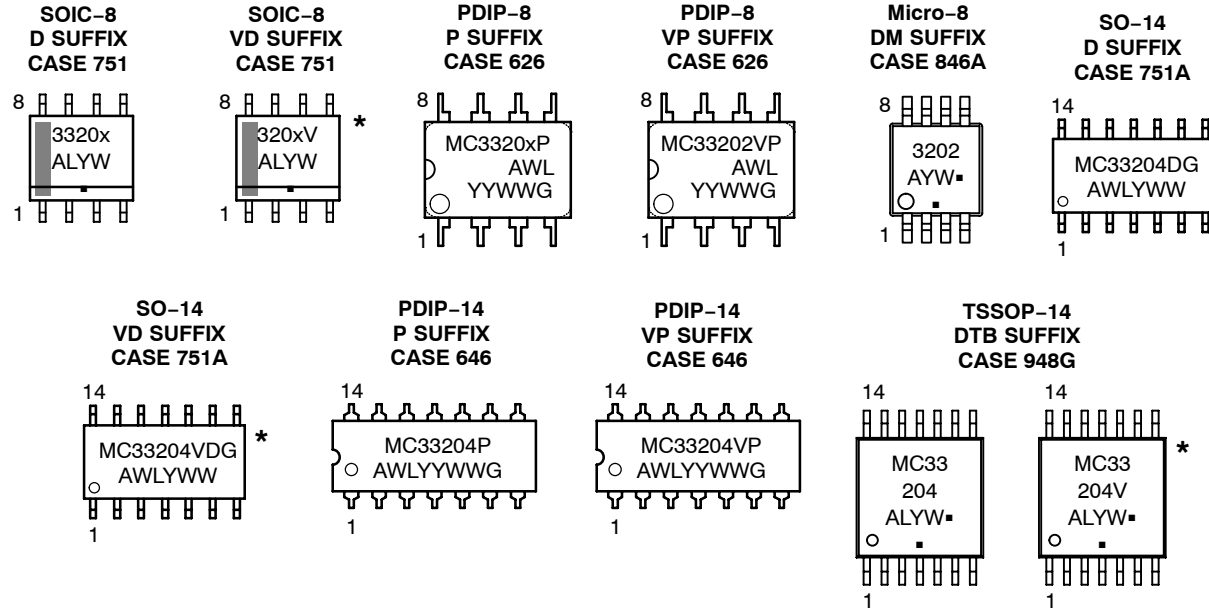 SOIC−8
D SUFFIX
CASE 751
8
3320x
ALYW
▪
1
SOIC−8
VD SUFFIX
CASE 751
8
320xV
ALYW
▪
1
*
PDIP−8
P SUFFIX
CASE 626
8
MC3320xP
AWL
YYWWG
1
PDIP−8
VP SUFFIX
CASE 626
8
MC33202VP
AWL
YYWWG
1
Micro−8
DM SUFFIX
CASE 846A
8
3202
AYW▪
▪
1
SO−14
D SUFFIX
CASE 751A
14
MC33204DG
AWLYWW
1
SO−14
VD SUFFIX
CASE 751A
14
MC33204VDG
AWLYWW
1
*
PDIP−14
P SUFFIX
CASE 646
14
MC33204P
AWLYYWWG
1
PDIP−14
VP SUFFIX
CASE 646
14
MC33204VP
AWLYYWWG
1
TSSOP−14
DTB SUFFIX
CASE 948G
14
MC33
204
ALYW▪
▪
1
14
MC33
204V
ALYW▪
▪
1
*